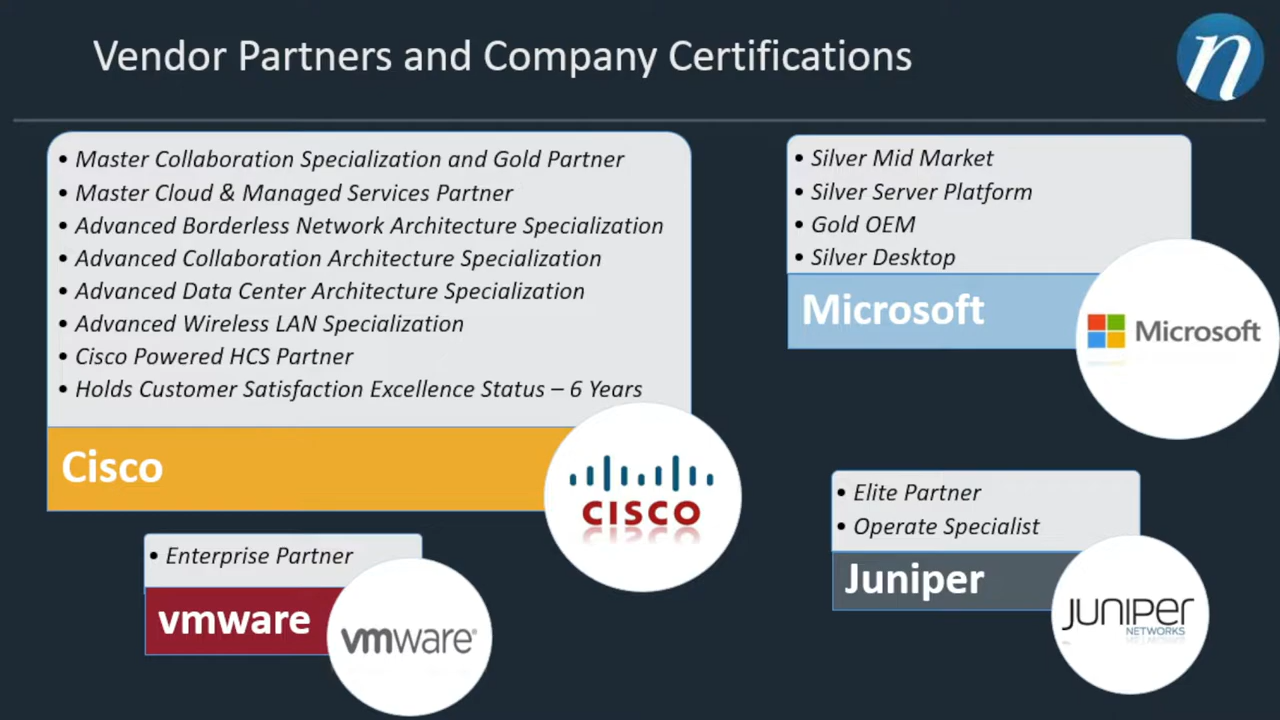 Vendor Partners and Company Certifications
n
• Master Collaboration Specialization and Gold Partner
• Master Cloud & Managed Services Partner
• Advanced Borderless Network Architecture Specialization
• Advanced Collaboration Architecture Specialization
• Advanced Data Center Architecture Specialization
• Advanced Wireless LAN Specialization
• Cisco Powered HCS Partner
• Holds Customer Satisfaction Excellence Status – 6 Years
Cisco
CISCO
• Silver Mid Market
• Silver Server Platform
• Gold OEM
• Silver Desktop
Microsoft
Microsoft
• Enterprise Partner
vmware
vmware®
• Elite Partner
• Operate Specialist
Juniper
JUNIPER
NETWORKS